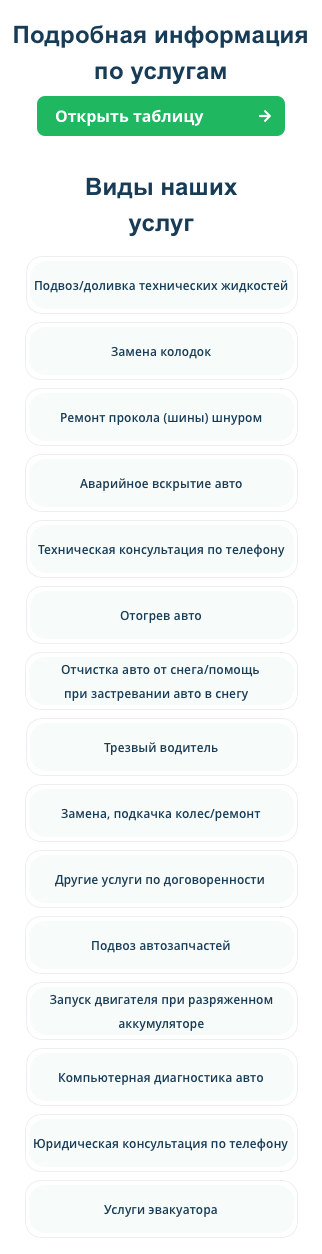 Подробная информация
по услугам
Открыть таблицу →
Виды наших
услуг
Подвоз/доливка технических жидкостей
Замена колодок
Ремонт прокола (шины) шнуром
Аварийное вскрытие авто
Техническая консультация по телефону
Отогрев авто
Отчистка авто от снега/помощь
при застревании авто в снегу
Трезвый водитель
Замена, подкачка колес/ремонт
Другие услуги по договоренности
Подвоз автозапчастей
Запуск двигателя при разряженном
аккумуляторе
Компьютерная диагностика авто
Юридическая консультация по телефону
Услуги эвакуатора